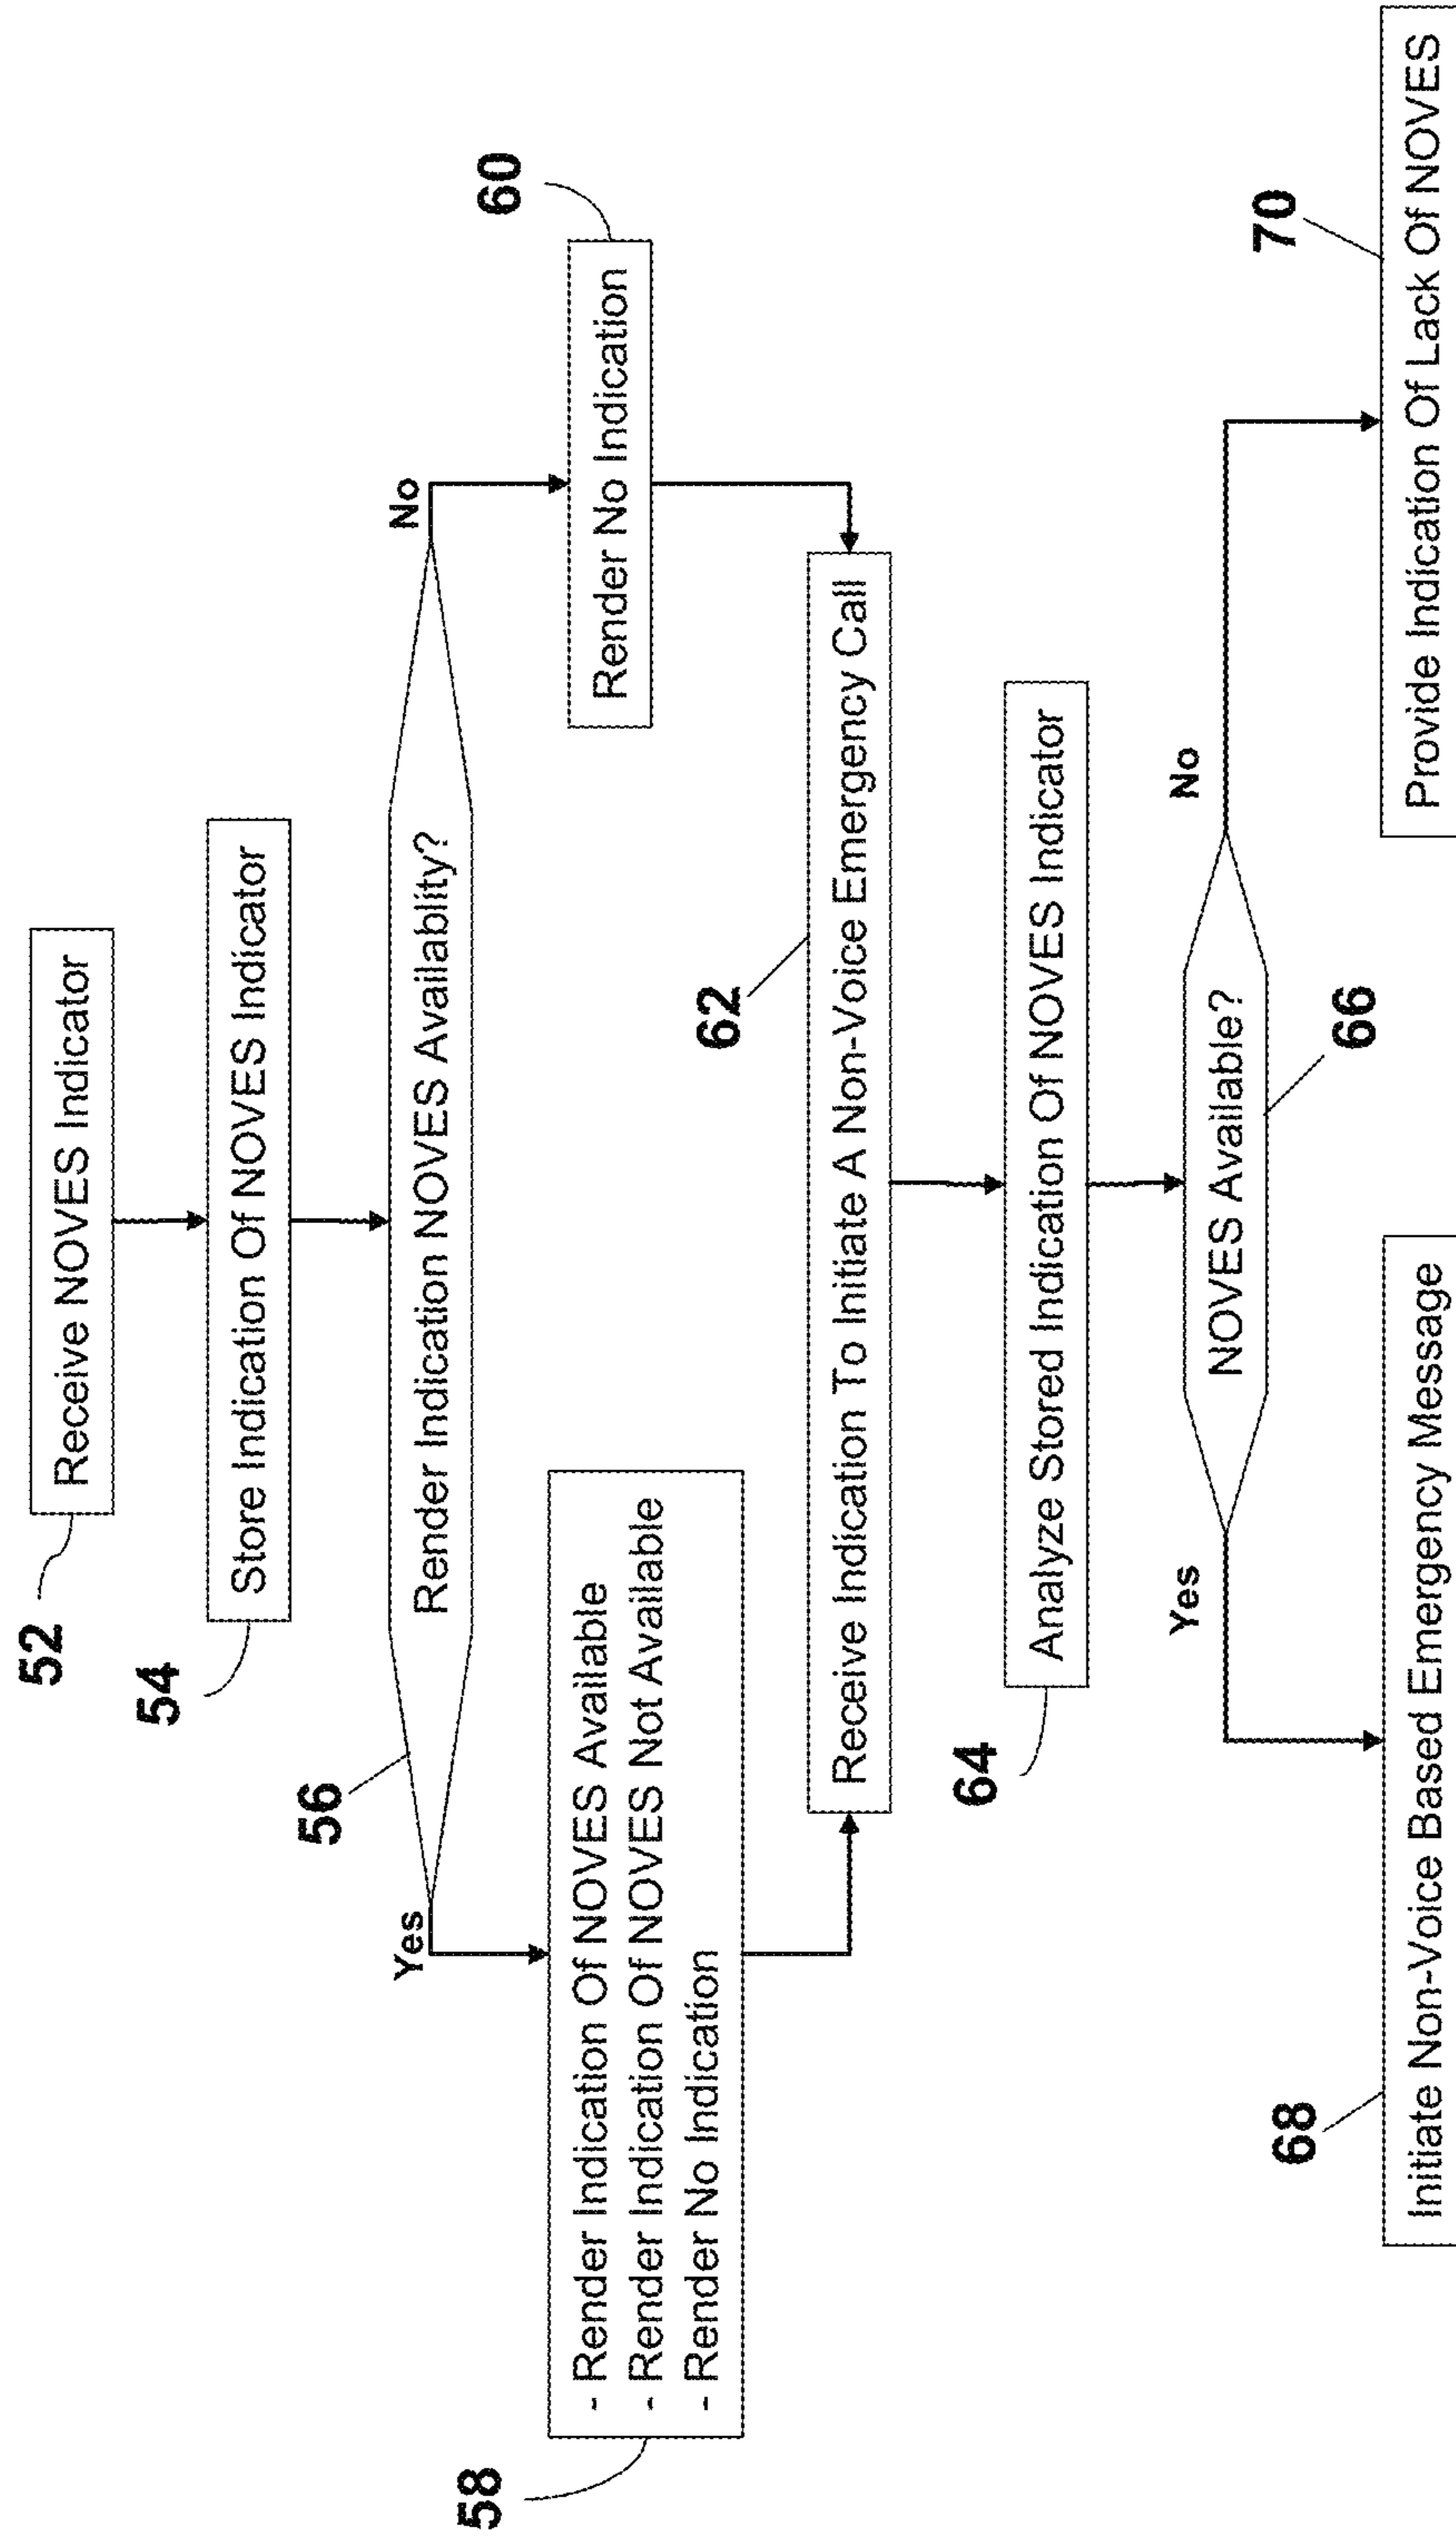 52
Receive NOVES Indicator
54
Store Indication Of NOVES Indicator
56
Render Indication NOVES Availablity?
Yes
No
58
- Render Indication Of NOVES Available
- Render Indication Of NOVES Not Available
- Render No Indication
60
Render No Indication
62
Receive Indication To Initiate A Non-Voice Emergency Call
64
Analyze Stored Indication Of NOVES Indicator
NOVES Available?
66
Yes
No
68
Initiate Non-Voice Based Emergency Message
70
Provide Indication Of Lack Of NOVES